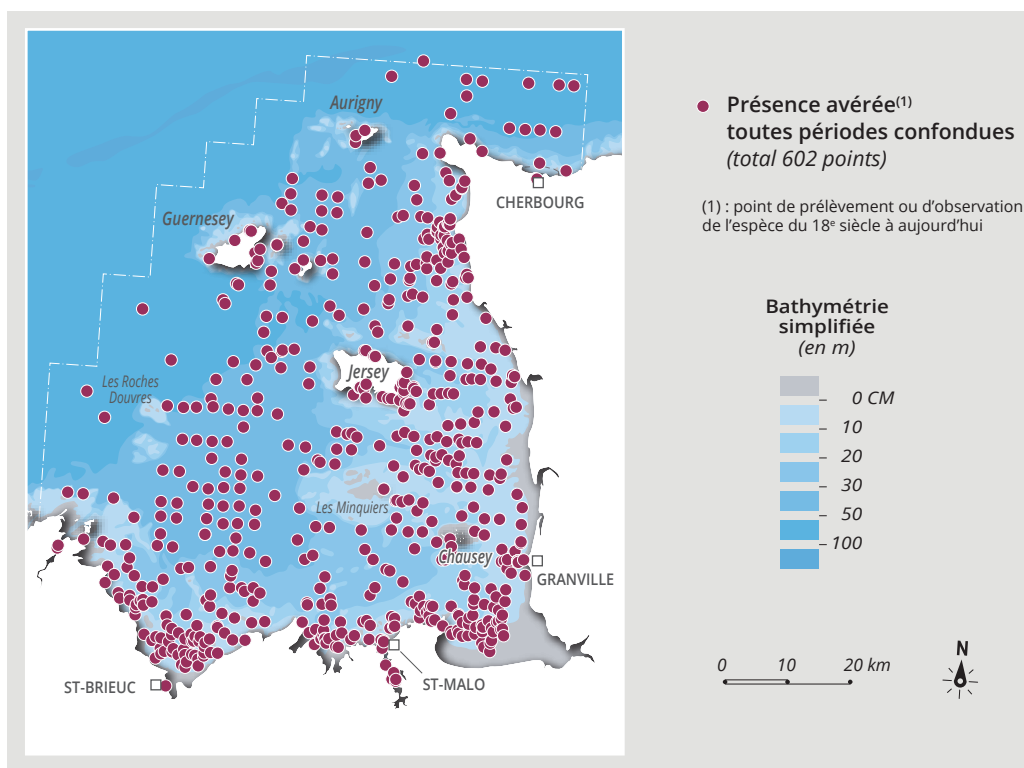 Aurigny
CHERBOURG
Guernesey
Jersey
Les Roches
Douvres
Les Minquiers
Chausey
GRANVILLE
ST-MALO
ST-BRIEUC
Présence avérée(1)
toutes périodes confondues
(total 602 points)
(1) : point de prélèvement ou d'observation
de l'espèce du 18e siècle à aujourd'hui
Bathymétrie
simplifiée
(en m)
0 CM
10
20
30
50
100
0 10 20 km
N